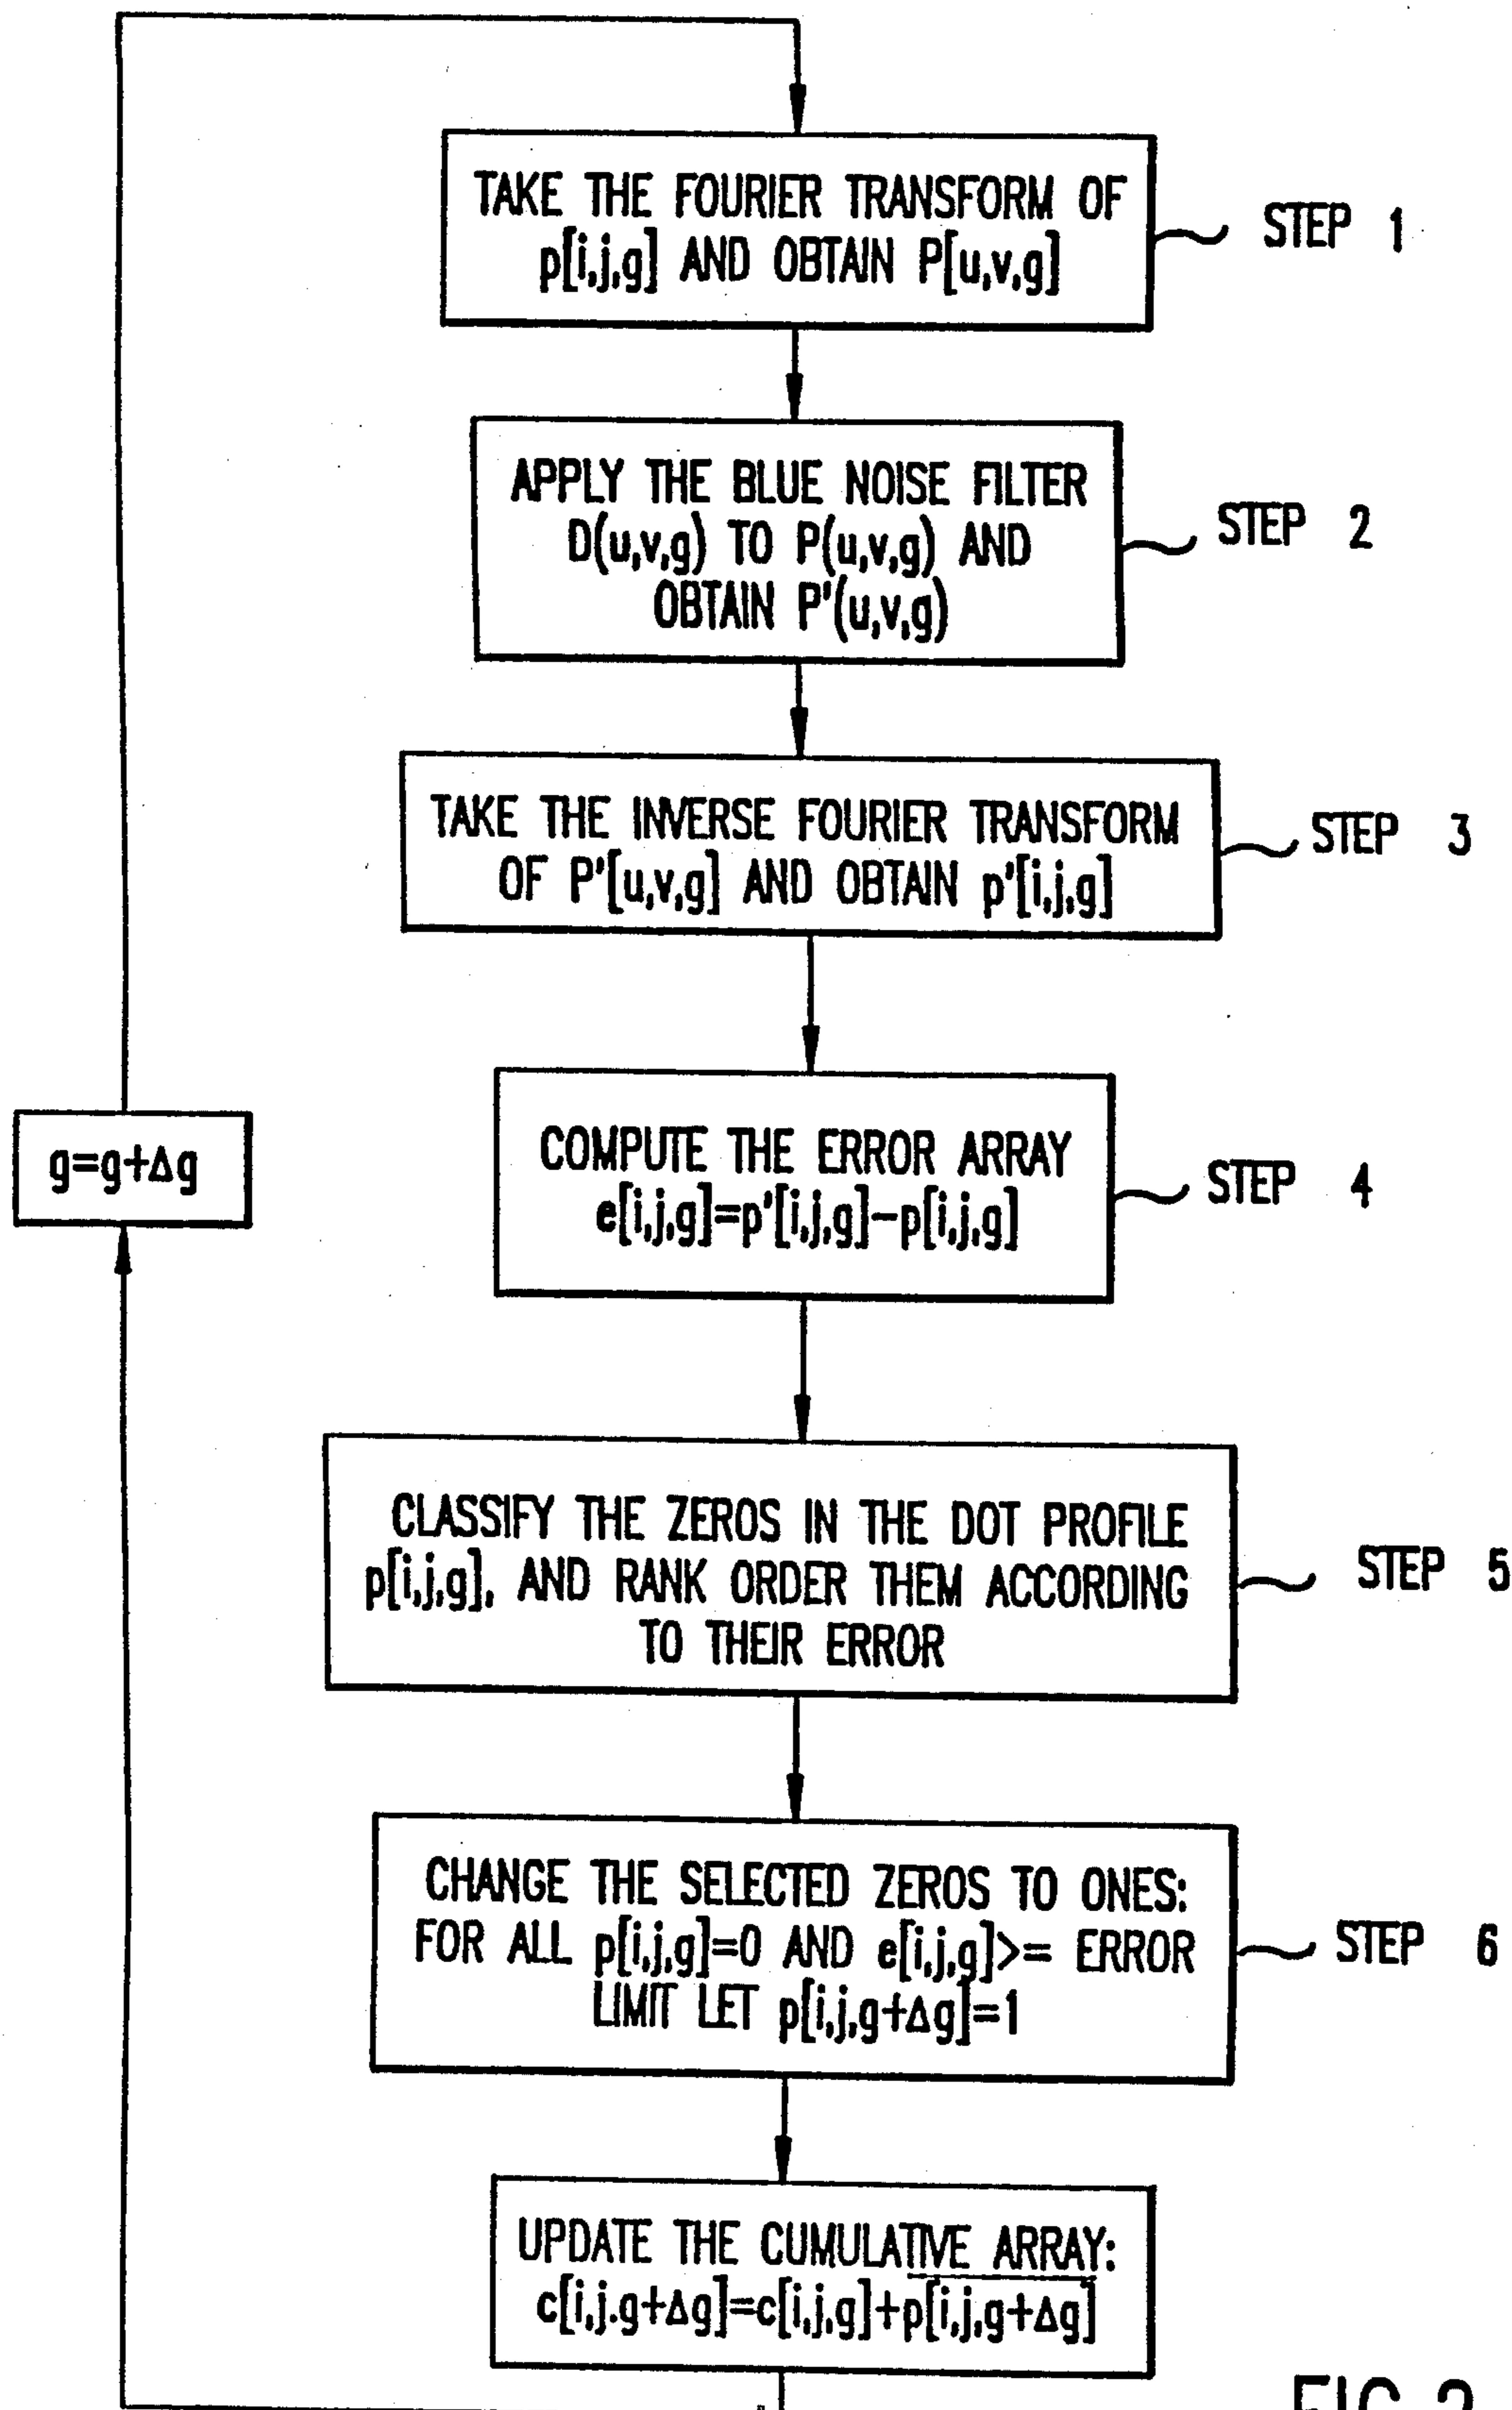 TAKE THE FOURIER TRANSFORM OF
p[i,j,g] AND OBTAIN P[u,v,g]
STEP 1
APPLY THE BLUE NOISE FILTER
D(u,v,g) TO P(u,v,g) AND
OBTAIN P'(u,v,g)
STEP 2
TAKE THE INVERSE FOURIER TRANSFORM
OF P'[u,v,g] AND OBTAIN p'[i,j,g]
STEP 3
g=g+Δg
COMPUTE THE ERROR ARRAY
e[i,j,g]=p'[i,j,g]−p[i,j,g]
STEP 4
CLASSIFY THE ZEROS IN THE DOT PROFILE
p[i,j,g], AND RANK ORDER THEM ACCORDING
TO THEIR ERROR
STEP 5
CHANGE THE SELECTED ZEROS TO ONES:
FOR ALL p[i,j,g]=0 AND e[i,j,g]>= ERROR
LIMIT LET p[i,j,g+Δg]=1
STEP 6
UPDATE THE CUMULATIVE ARRAY:
c[i,j.g+Δg]=c[i,j,g]+p[i,j,g+Δg]
FIG